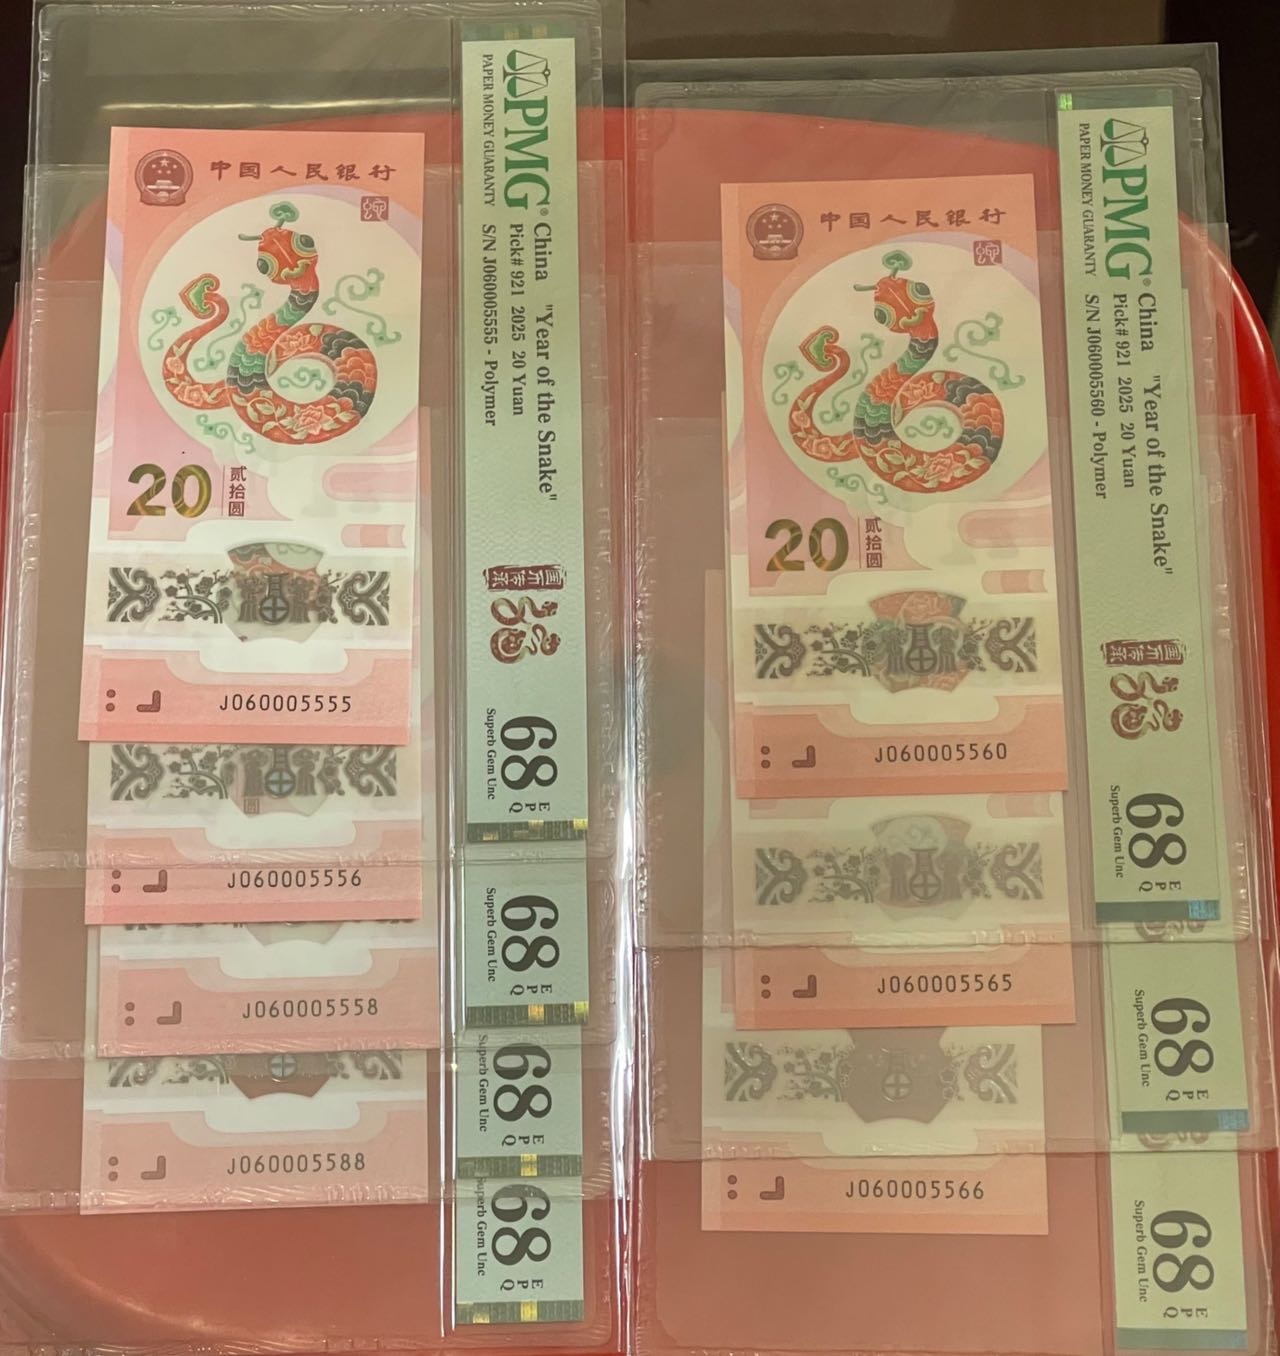 中国人民银行
20
贰拾圆
J060005555
PMG®
PAPER MONEY GUARANTY
China "Year of the Snake"
Pick# 921 2025 20 Yuan
S/N J060005555 - Polymer
68 EPQ
Superb Gem Unc
J060005556
68 EPQ
Superb Gem Unc
J060005558
68 EPQ
Superb Gem Unc
J060005588
68 EPQ
Superb Gem Unc
中国人民银行
20
贰拾圆
J060005560
PMG®
PAPER MONEY GUARANTY
China "Year of the Snake"
Pick# 921 2025 20 Yuan
S/N J060005560 - Polymer
68 EPQ
Superb Gem Unc
J060005565
68 EPQ
Superb Gem Unc
J060005566
68 EPQ
Superb Gem Unc